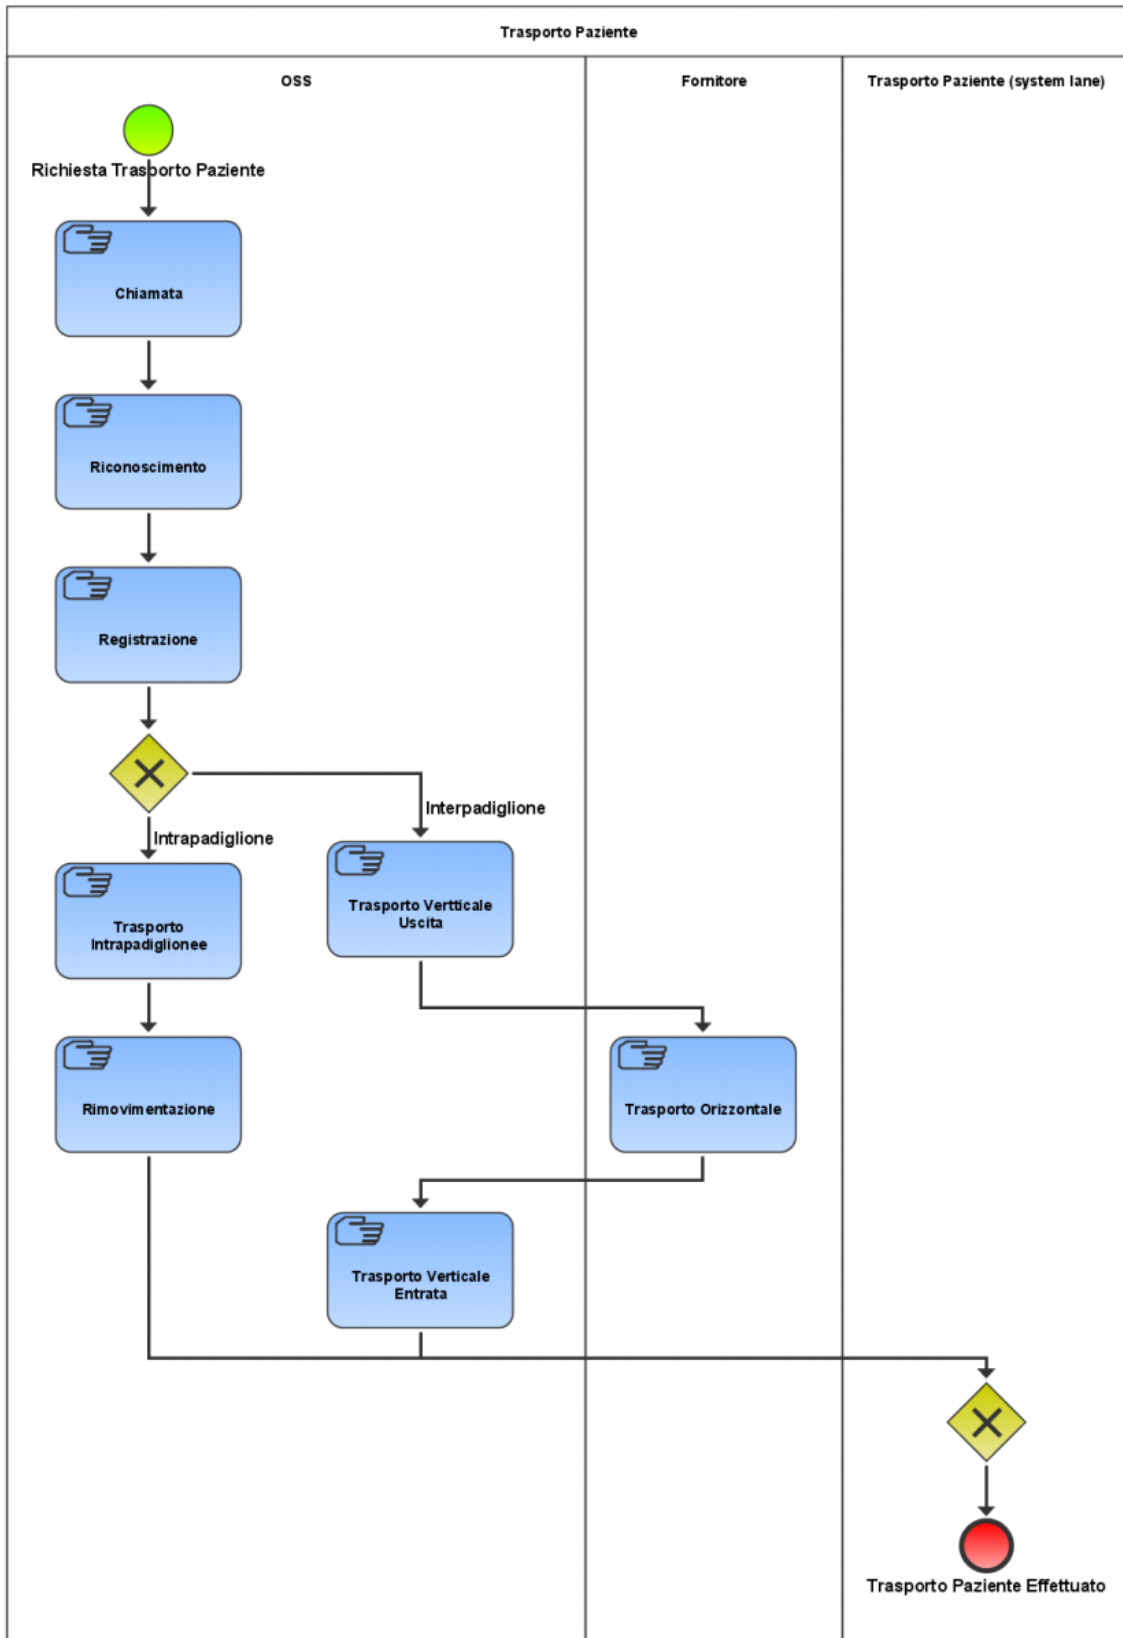 Trasporto Paziente
OSS
Fornitore
Trasporto Paziente (system lane)
Richiesta Trasporto Paziente
Chiamata
Riconoscimento
Registrazione
Interpadiglione
Intrapadiglione
Trasporto Vertticale
Uscita
Trasporto
Intrapadiglionee
Rimovimentazione
Trasporto Orizzontale
Trasporto Verticale
Entrata
Trasporto Paziente Effettuato